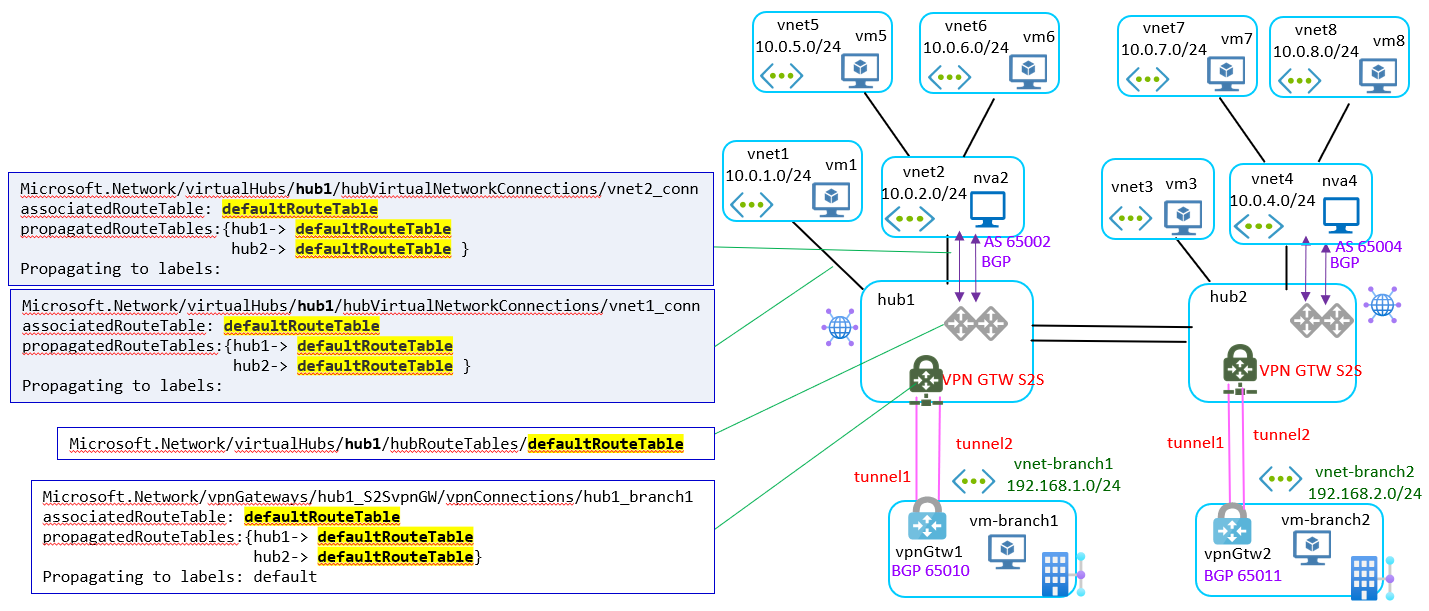 vnet5
10.0.5.0/24
vm5
vnet6
10.0.6.0/24
vm6
vnet7
10.0.7.0/24
vm7
vnet8
10.0.8.0/24
vm8
vnet1
10.0.1.0/24
vm1
vnet2
10.0.2.0/24
nva2
vnet3
vm3
vnet4
10.0.4.0/24
nva4
Microsoft.Network/virtualHubs/hub1/hubVirtualNetworkConnections/vnet2_conn
associatedRouteTable: defaultRouteTable
propagatedRouteTables:{hub1-> defaultRouteTable
hub2-> defaultRouteTable }
Propagating to labels:
AS 65002
BGP
AS 65004
BGP
Microsoft.Network/virtualHubs/hub1/hubVirtualNetworkConnections/vnet1_conn
associatedRouteTable: defaultRouteTable
propagatedRouteTables:{hub1-> defaultRouteTable
hub2-> defaultRouteTable }
Propagating to labels:
hub1
VPN GTW S2S
hub2
VPN GTW S2S
Microsoft.Network/virtualHubs/hub1/hubRouteTables/defaultRouteTable
tunnel1
tunnel2
tunnel1
tunnel2
Microsoft.Network/vpnGateways/hub1_S2SvpnGW/vpnConnections/hub1_branch1
associatedRouteTable: defaultRouteTable
propagatedRouteTables:{hub1-> defaultRouteTable
hub2-> defaultRouteTable}
Propagating to labels: default
vnet-branch1
192.168.1.0/24
vm-branch1
vpnGtw1
BGP 65010
vnet-branch2
192.168.2.0/24
vm-branch2
vpnGtw2
BGP 65011